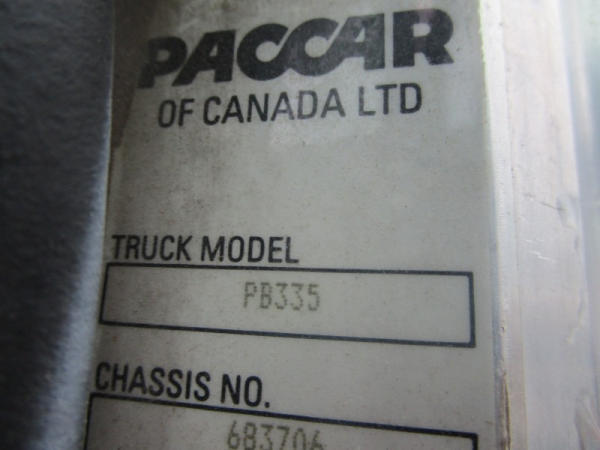 PACCAR
OF CANADA LTD
TRUCK MODEL
PB335
CHASSIS NO.
683706